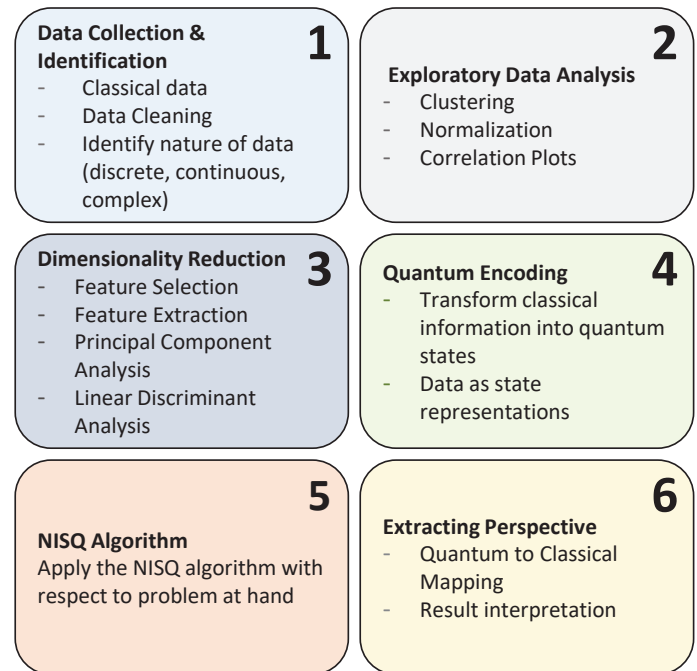 Data Collection &
Identification
1
- Classical data
- Data Cleaning
- Identify nature of data
(discrete, continuous,
complex)
2
Exploratory Data Analysis
- Clustering
- Normalization
- Correlation Plots
Dimensionality Reduction
3
- Feature Selection
- Feature Extraction
- Principal Component
Analysis
- Linear Discriminant
Analysis
4
Quantum Encoding
- Transform classical
information into quantum
states
- Data as state
representations
5
NISQ Algorithm
Apply the NISQ algorithm with
respect to problem at hand
6
Extracting Perspective
- Quantum to Classical
Mapping
- Result interpretation